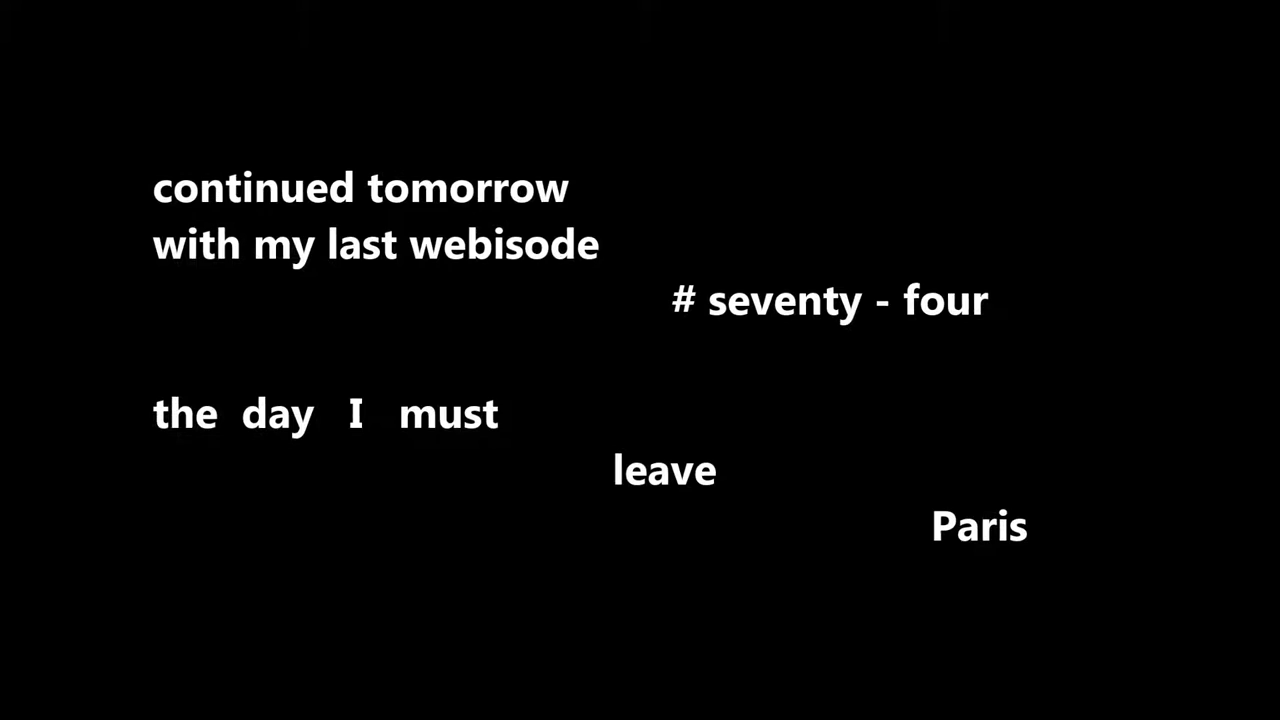 continued tomorrow
with my last webisode
# seventy - four
the day I must
leave
Paris